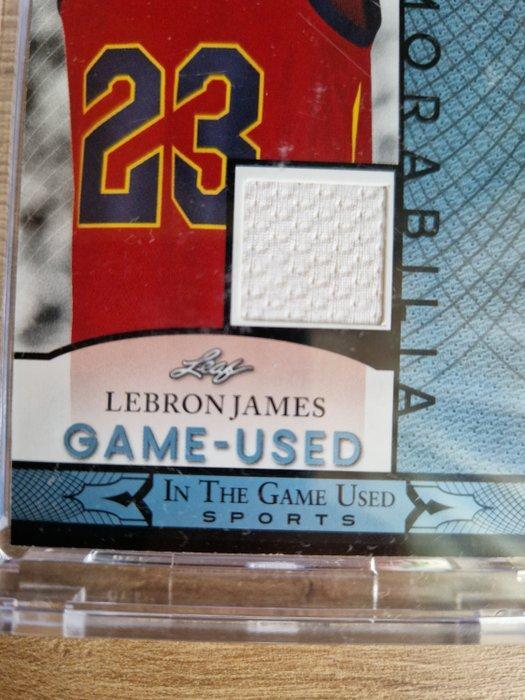 23
MORABILIA
Leaf
LEBRON JAMES
GAME-USED
IN THE GAME USED
SPORTS